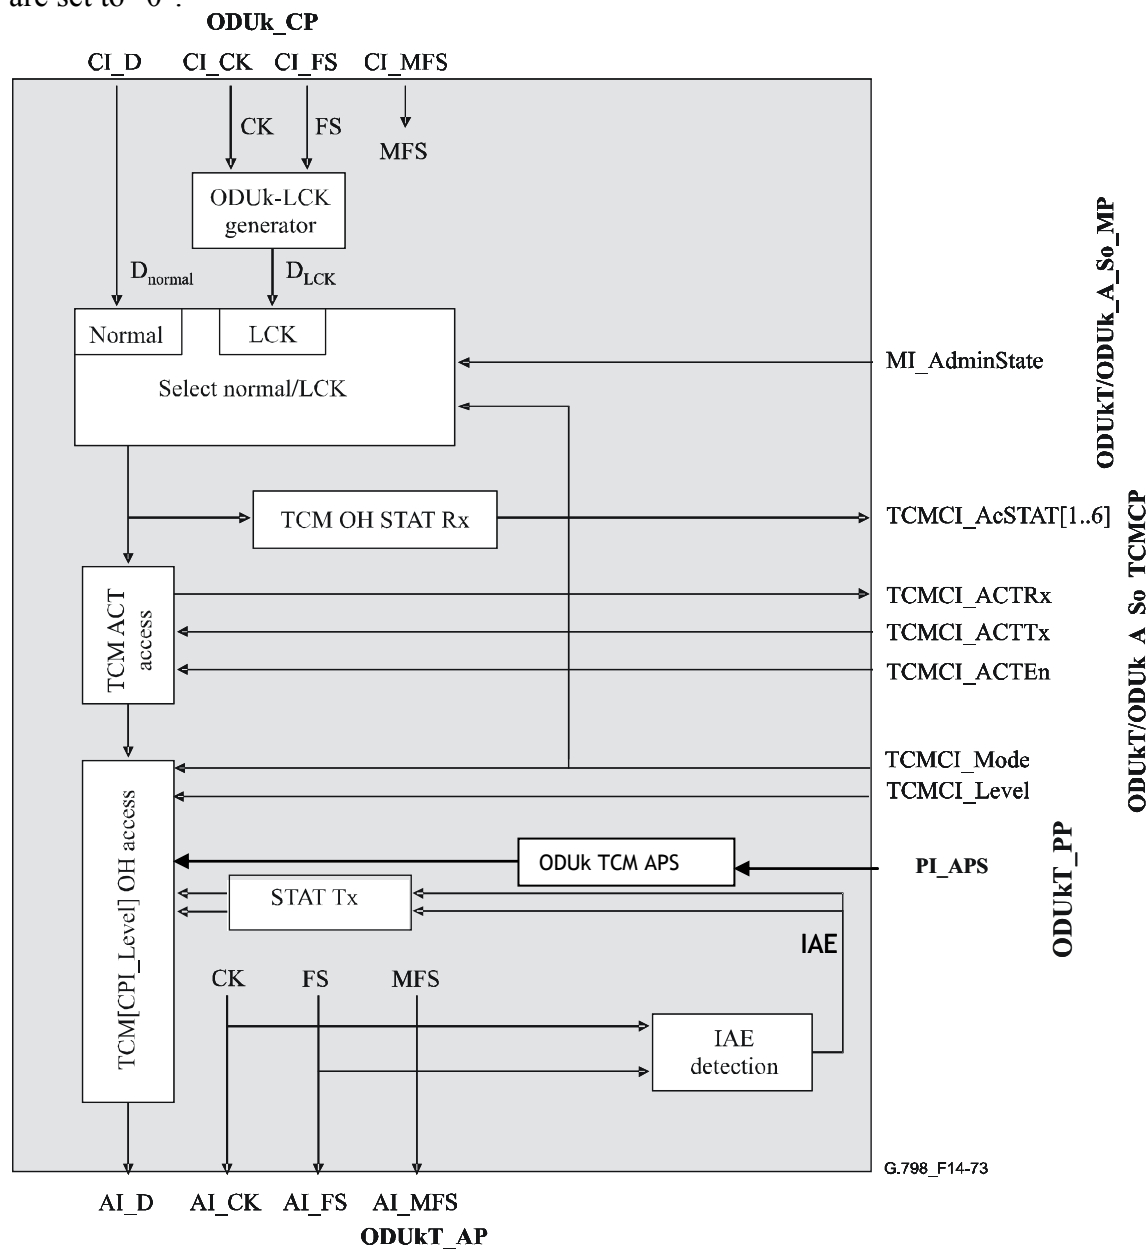 are set to "0".
ODUk_CP
CI_D CI_CK CI_FS CI_MFS
CK FS
MFS
ODUk-LCK
generator
Dnormal DLCK
Normal LCK
Select normal/LCK
MI_AdminState
ODUkT/ODUk_A_So_MP
TCM OH STAT Rx
TCMCI_AcSTAT[1..6]
TCM ACT
access
TCMCI_ACTRx
TCMCI_ACTTx
TCMCI_ACTEn
ODUkT/ODUk_A_So_TCMCP
TCMCI_Mode
TCMCI_Level
TCM[CPI_Level] OH access
ODUk TCM APS
PI_APS
ODUkT_PP
STAT Tx
IAE
CK FS MFS
IAE
detection
G.798_F14-73
AI_D AI_CK AI_FS AI_MFS
ODUkT_AP